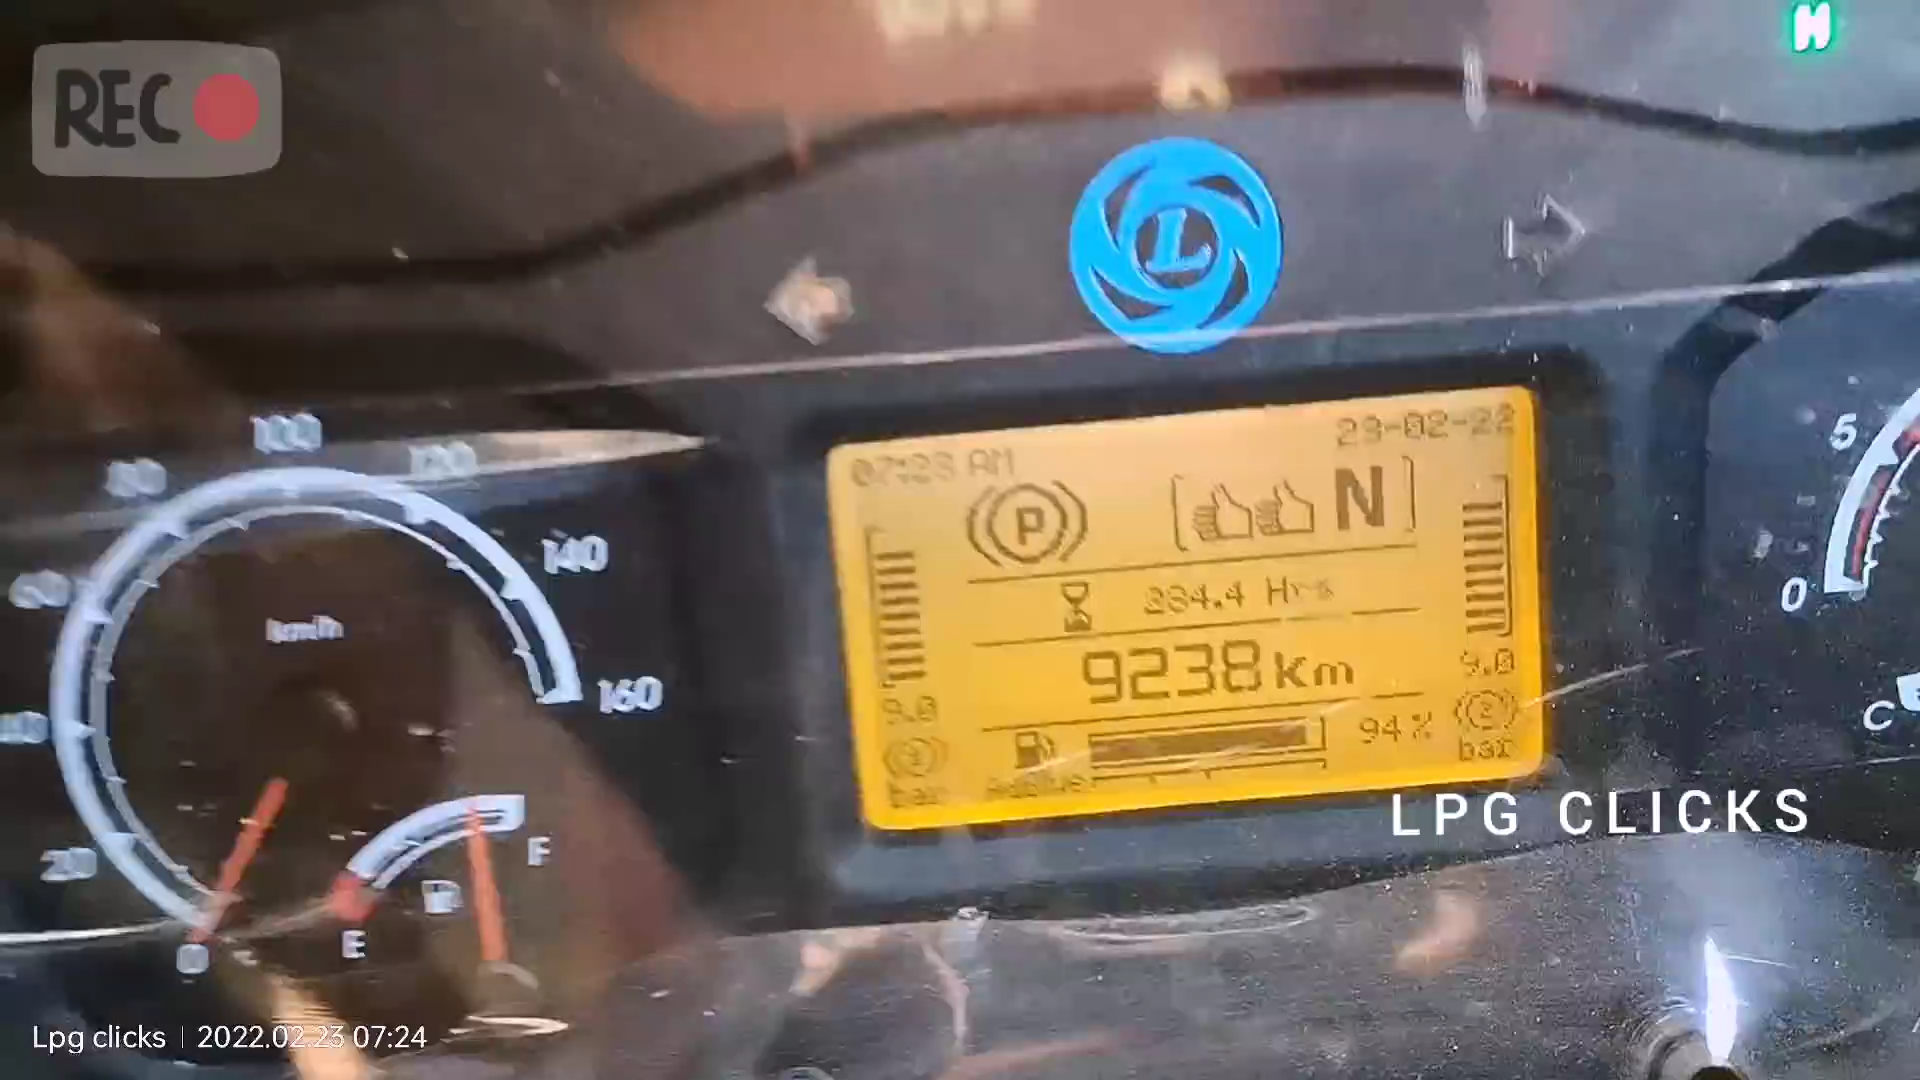 REC
H
L
100
80
120
140
60
km/h
160
40
20
0
E
F
07:23 AM
23-02-22
P
N
284.4 Hrs
9238 km
9.0
9.0
94%
AdBlue
bar
bar
5
0
C
LPG CLICKS
Lpg clicks | 2022.02.23 07:24